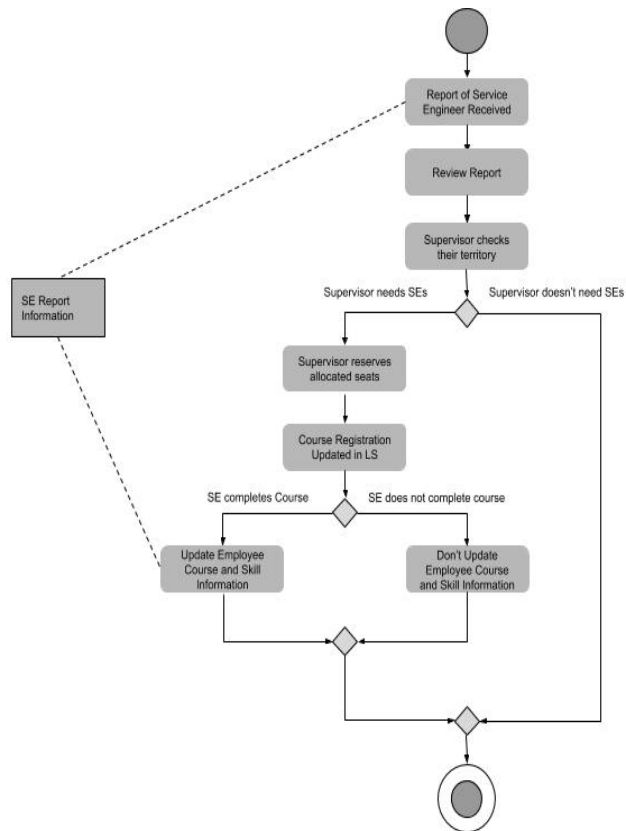 Report of Service
Engineer Received
Review Report
Supervisor checks
their territory
Supervisor needs SEs
Supervisor doesn't need SEs
SE Report
Information
Supervisor reserves
allocated seats
Course Registration
Updated in LS
SE completes Course
SE does not complete course
Update Employee
Course and Skill
Information
Don't Update
Employee Course
and Skill Information